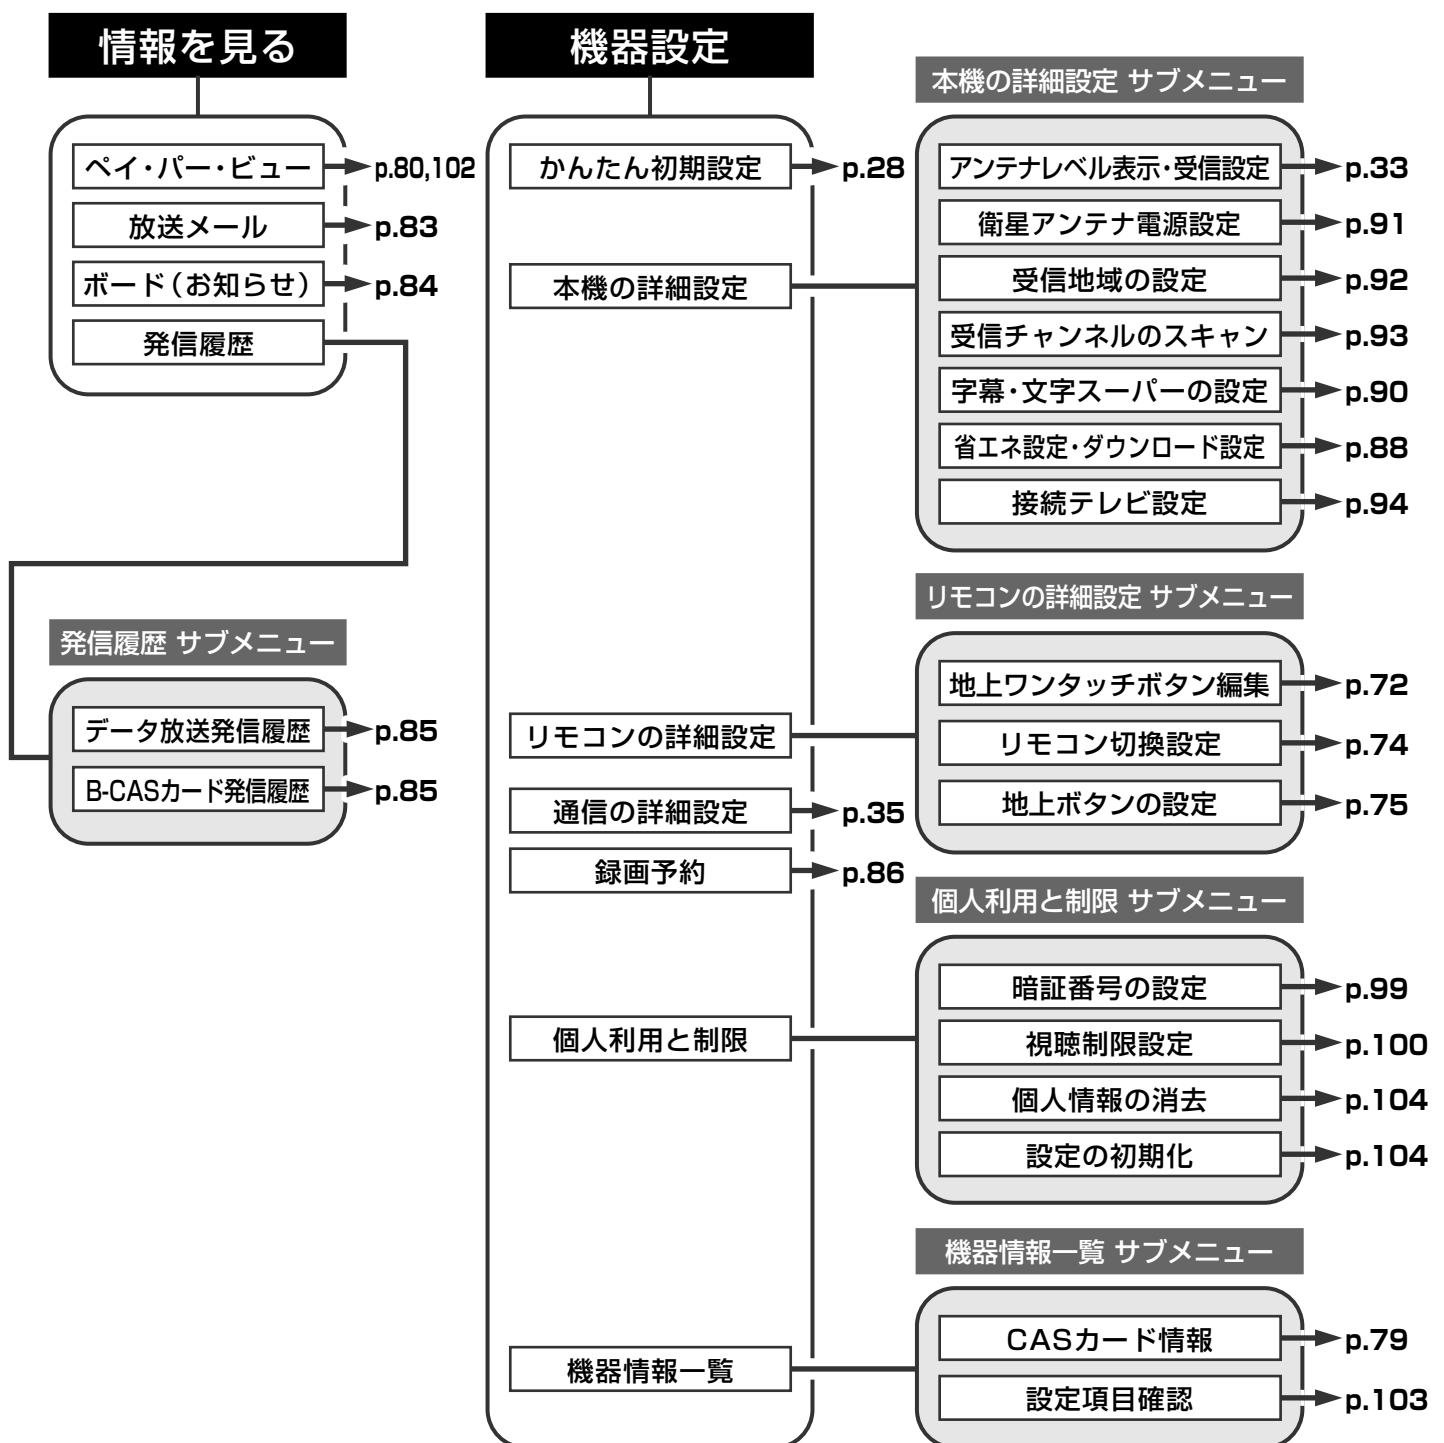 情報を見る
ペイ・パー・ビュー
p.80,102
放送メール
p.83
ボード(お知らせ)
p.84
発信履歴
発信履歴 サブメニュー
データ放送発信履歴
p.85
B-CASカード発信履歴
p.85
機器設定
かんたん初期設定
p.28
本機の詳細設定
リモコンの詳細設定
通信の詳細設定
p.35
録画予約
p.86
個人利用と制限
機器情報一覧
本機の詳細設定 サブメニュー
アンテナレベル表示・受信設定
p.33
衛星アンテナ電源設定
p.91
受信地域の設定
p.92
受信チャンネルのスキャン
p.93
字幕・文字スーパーの設定
p.90
省エネ設定・ダウンロード設定
p.88
接続テレビ設定
p.94
リモコンの詳細設定 サブメニュー
地上ワンタッチボタン編集
p.72
リモコン切換設定
p.74
地上ボタンの設定
p.75
個人利用と制限 サブメニュー
暗証番号の設定
p.99
視聴制限設定
p.100
個人情報の消去
p.104
設定の初期化
p.104
機器情報一覧 サブメニュー
CASカード情報
p.79
設定項目確認
p.103